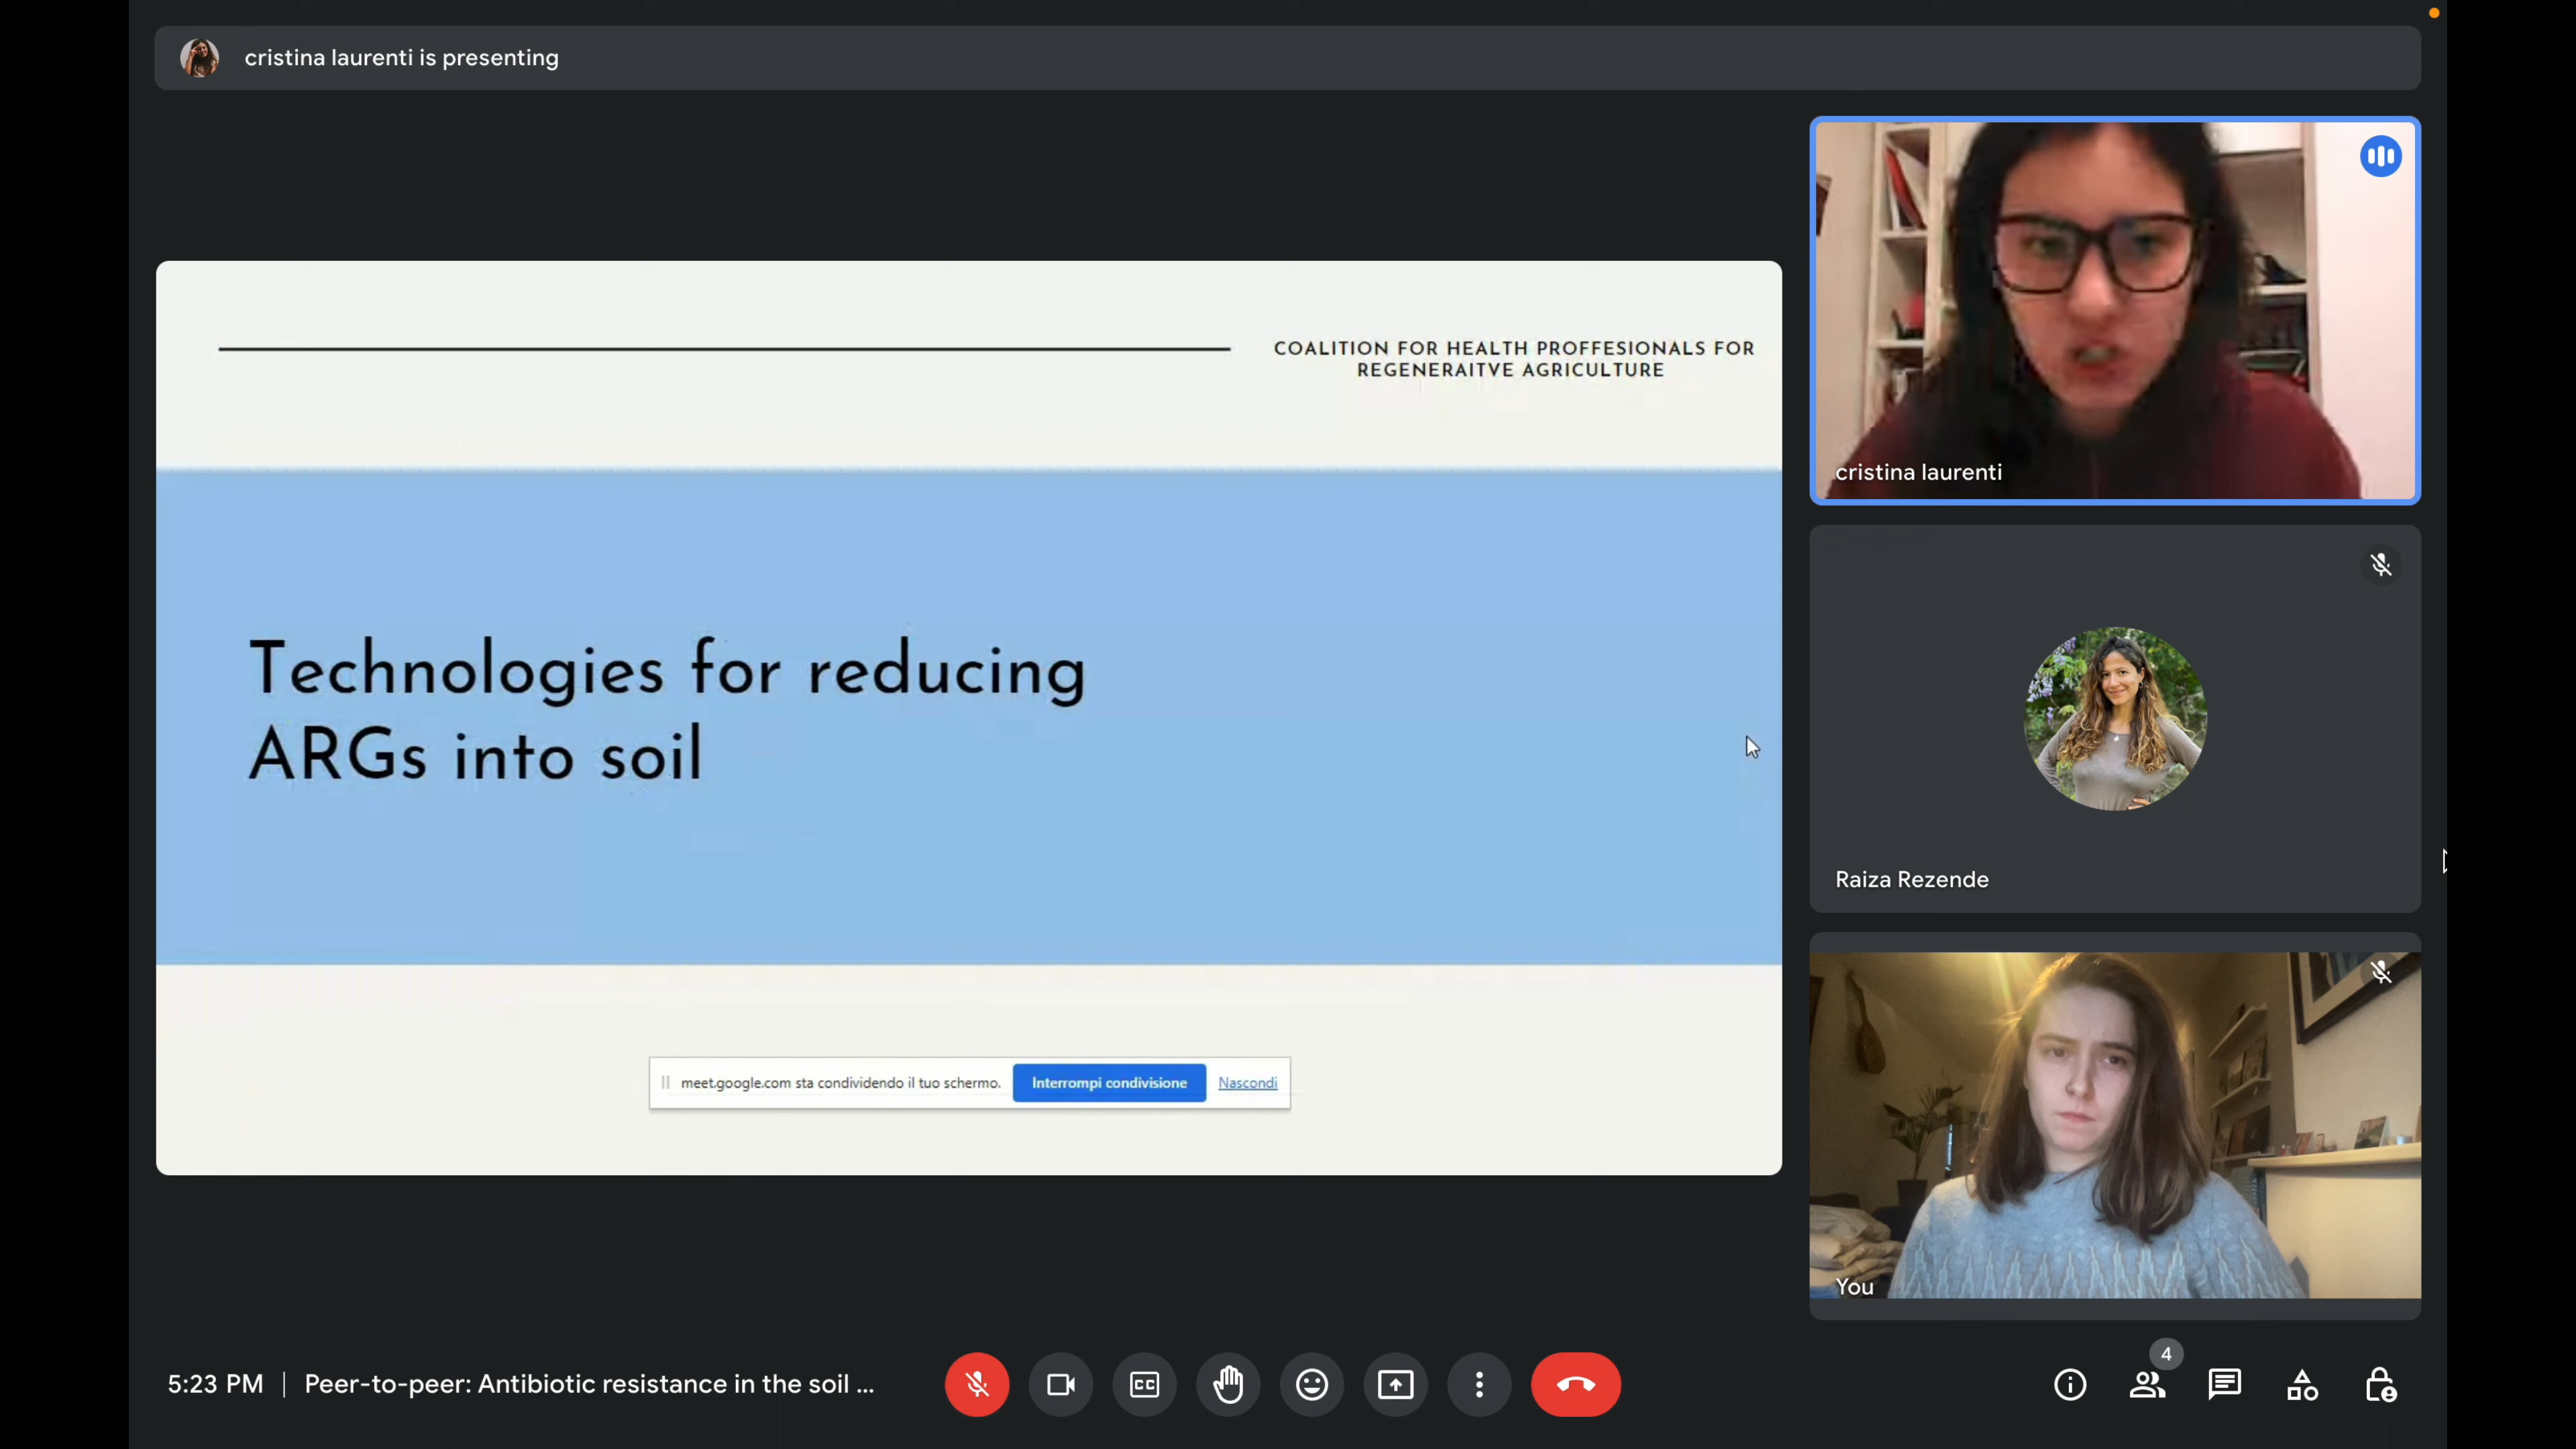 cristina laurenti is presenting
COALITION FOR HEALTH PROFFESIONALS FOR
REGENERAITVE AGRICULTURE
Technologies for reducing
ARGs into soil
meet.google.com sta condividendo il tuo schermo. Interrompi condivisione Nascondi
cristina laurenti
Raiza Rezende
You
5:23 PM | Peer-to-peer: Antibiotic resistance in the soil ...
CC
4